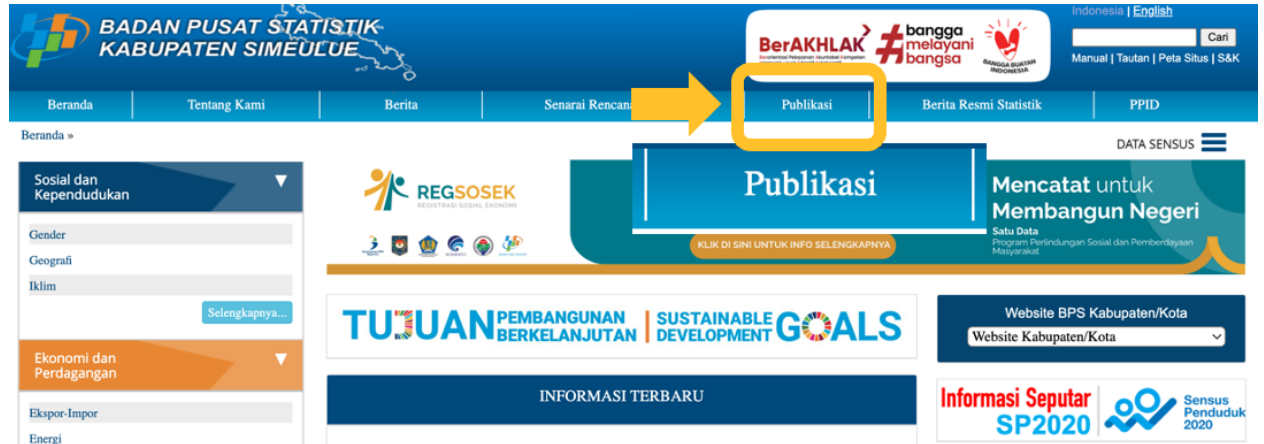 Indonesia | English
BADAN PUSAT STATISTIK
KABUPATEN SIMEULUE
BerAKHLAK
Berorientasi Pelayanan Akuntabel Kompeten
#bangga
melayani
bangsa
BANGGA BUATAN
INDONESIA
Cari
Manual | Tautan | Peta Situs | S&K
Beranda
Tentang Kami
Berita
Senarai Rencana
Publikasi
Berita Resmi Statistik
PPID
Beranda »
DATA SENSUS
Sosial dan
Kependudukan
Gender
Geografi
Iklim
Selengkapnya...
Ekonomi dan
Perdagangan
Ekspor-Impor
Energi
REGSOSEK
REGISTRASI SOSIAL EKONOMI
Publikasi
KLIK DI SINI UNTUK INFO SELENGKAPNYA
Mencatat untuk
Membangun Negeri
Satu Data
Program Perlindungan Sosial dan Pemberdayaan
Masyarakat
TUJUAN PEMBANGUNAN
BERKELANJUTAN
SUSTAINABLE
DEVELOPMENT GOALS
INFORMASI TERBARU
Website BPS Kabupaten/Kota
Website Kabupaten/Kota
Informasi Seputar
SP2020
Sensus
Penduduk
2020